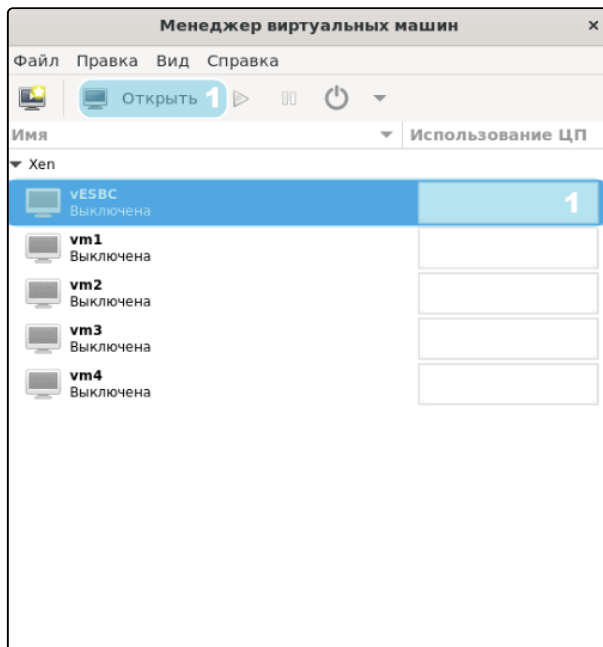 Менеджер виртуальных машин ×
Файл Правка Вид Справка
Открыть 1
Имя Использование ЦП
Xen
vESBC
Выключена 1
vm1
Выключена
vm2
Выключена
vm3
Выключена
vm4
Выключена